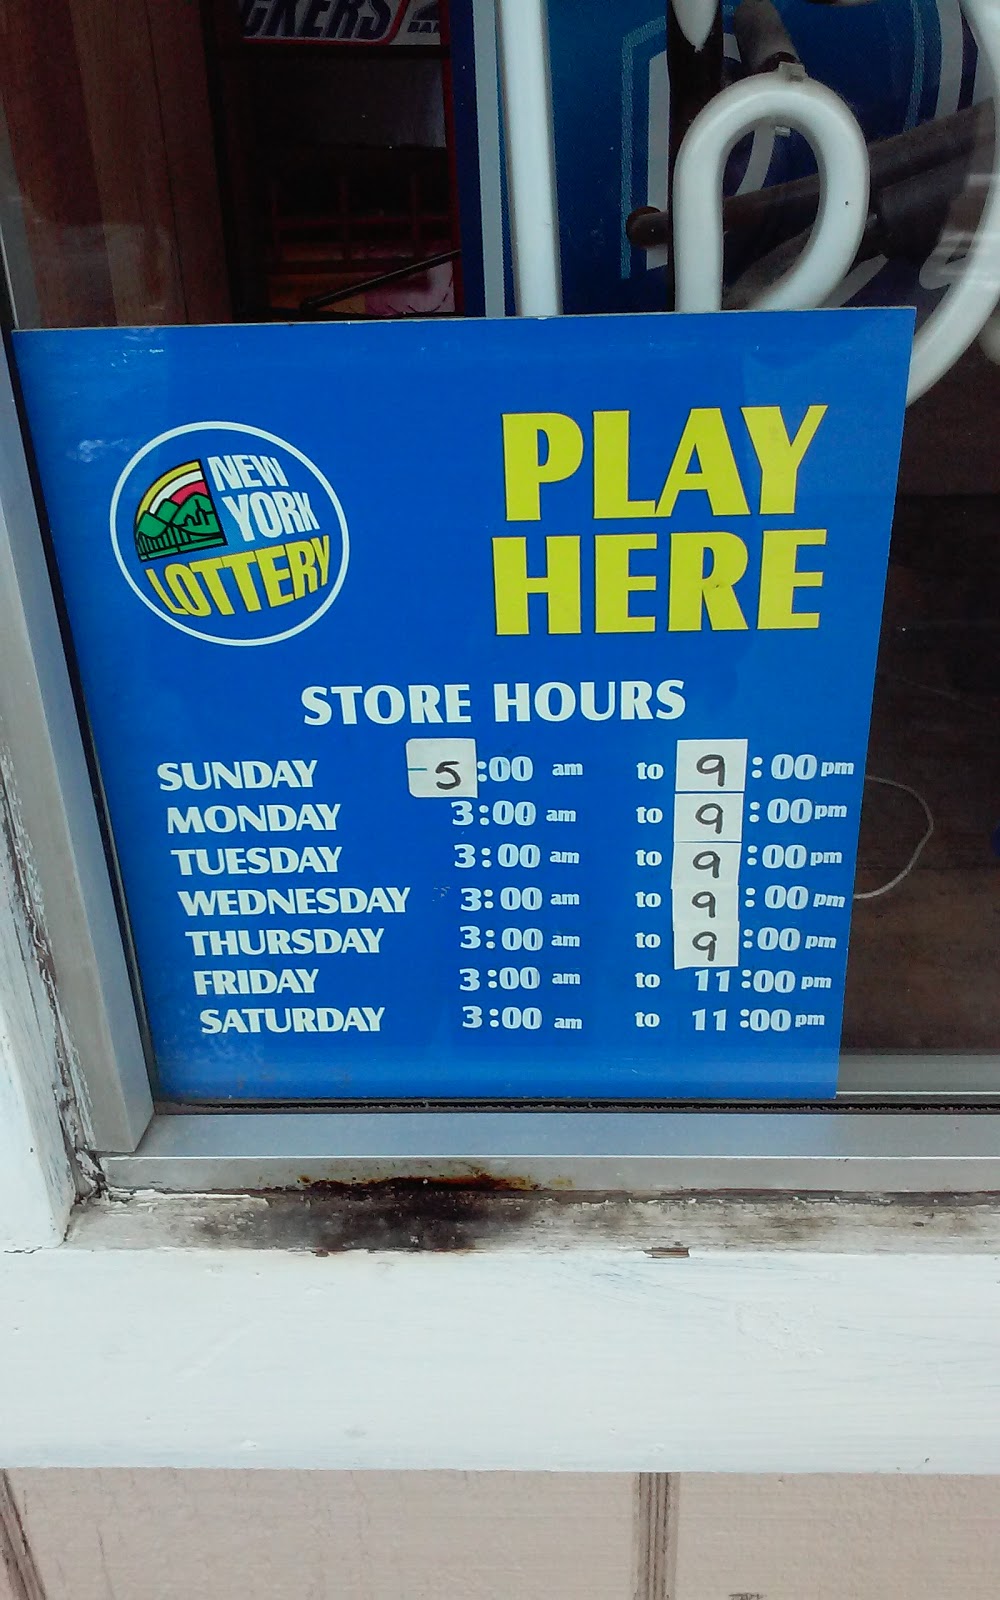 NEW
YORK
LOTTERY
PLAY
HERE
STORE HOURS
SUNDAY 5:00 am to 9:00 pm
MONDAY 3:00 am to 9:00 pm
TUESDAY 3:00 am to 9:00 pm
WEDNESDAY 3:00 am to 9:00 pm
THURSDAY 3:00 am to 9:00 pm
FRIDAY 3:00 am to 11:00 pm
SATURDAY 3:00 am to 11:00 pm